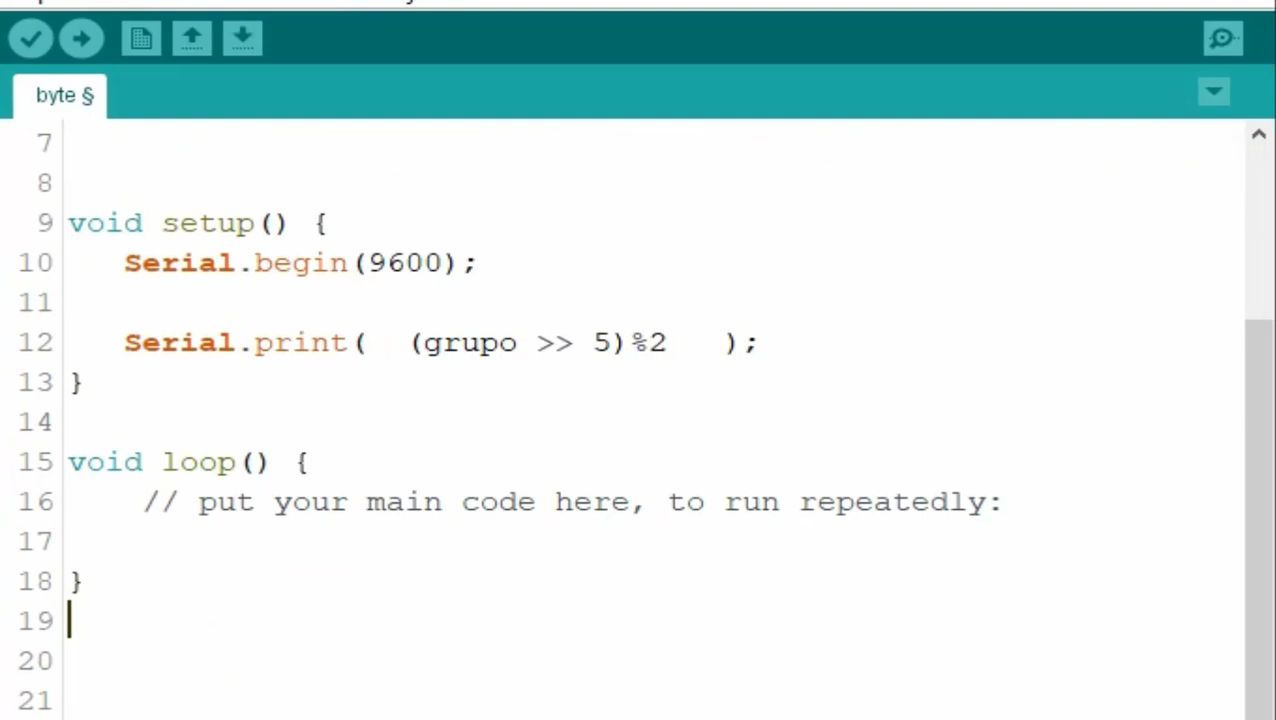 byte §
7
8
9 void setup() {
10 Serial.begin(9600);
11
12 Serial.print( (grupo >> 5)%2 );
13 }
14
15 void loop() {
16 // put your main code here, to run repeatedly:
17
18 }
19
20
21